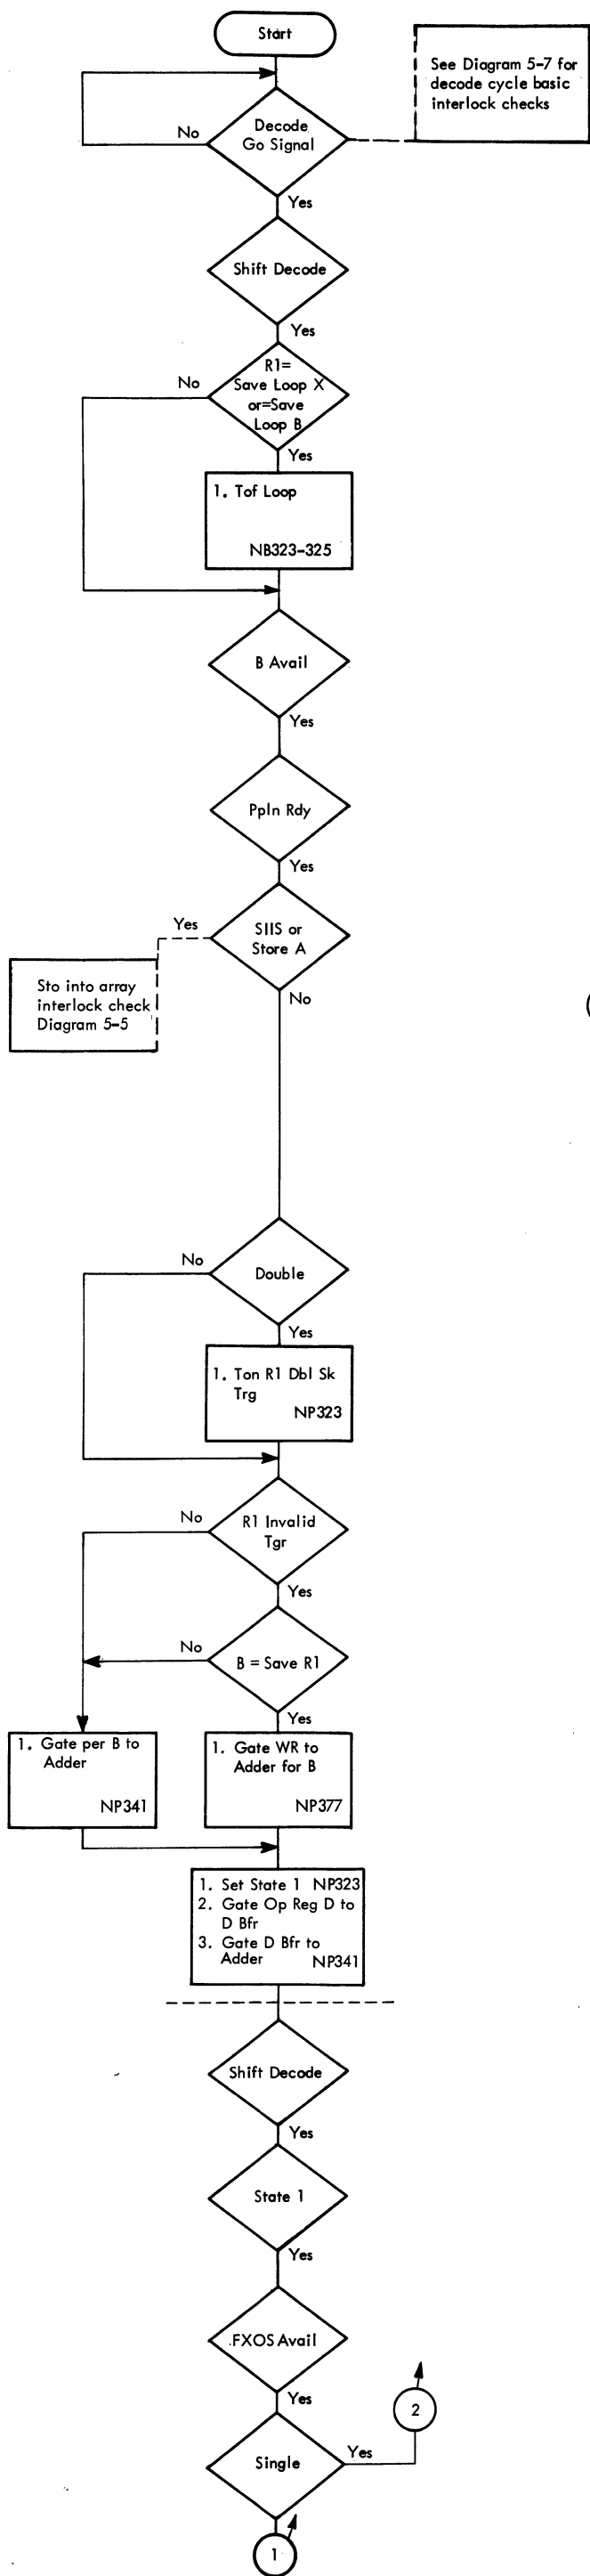 Start
See Diagram 5-7 for
decode cycle basic
interlock checks
Decode
Go Signal
No
Yes
Shift Decode
Yes
R1=
Save Loop X
or=Save
Loop B
No
Yes
1. Tof Loop
NB323-325
B Avail
Yes
Ppln Rdy
Yes
SIIS or
Store A
Yes
No
Sto into array
interlock check
Diagram 5-5
Double
No
Yes
1. Ton R1 Dbl Sk
Trg
NP323
R1 Invalid
Tgr
No
Yes
B = Save R1
No
Yes
1. Gate per B to
Adder
NP341
1. Gate WR to
Adder for B
NP377
1. Set State 1 NP323
2. Gate Op Reg D to
D Bfr
3. Gate D Bfr to
Adder NP341
Shift Decode
Yes
State 1
Yes
FXOS Avail
Yes
2
Single
Yes
1